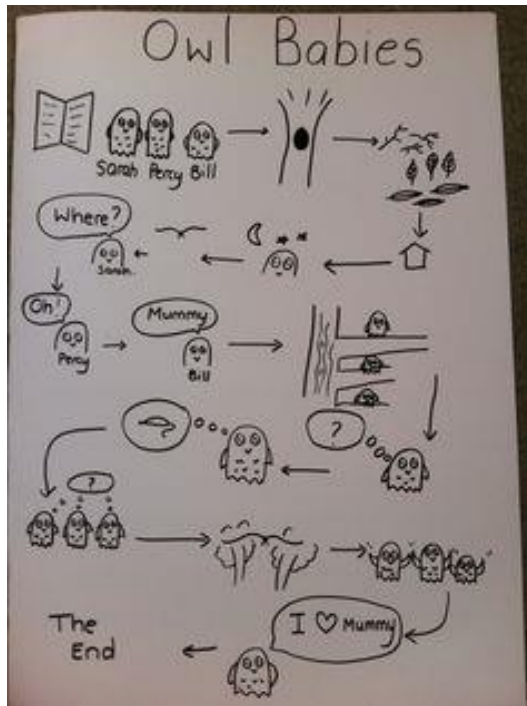 Owl Babies
Sarah Percy Bill
Where?
Sarah
Oh!
Percy
Mummy
Bill
?
?
I ♡ Mummy
The
End